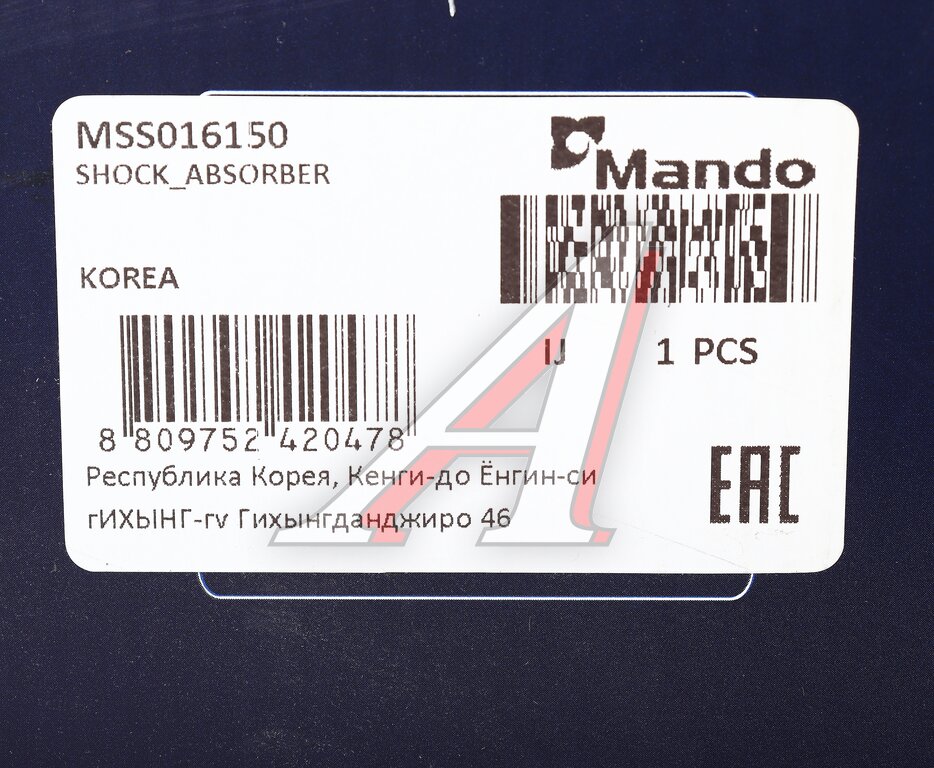 MSS016150
SHOCK_ABSORBER
Mando
KOREA
IJ 1 PCS
8 809752 420478
Республика Корея, Кенги-до Ёнгин-си
гИХЫНГ-гv Гихынгданджиро 46
EAC